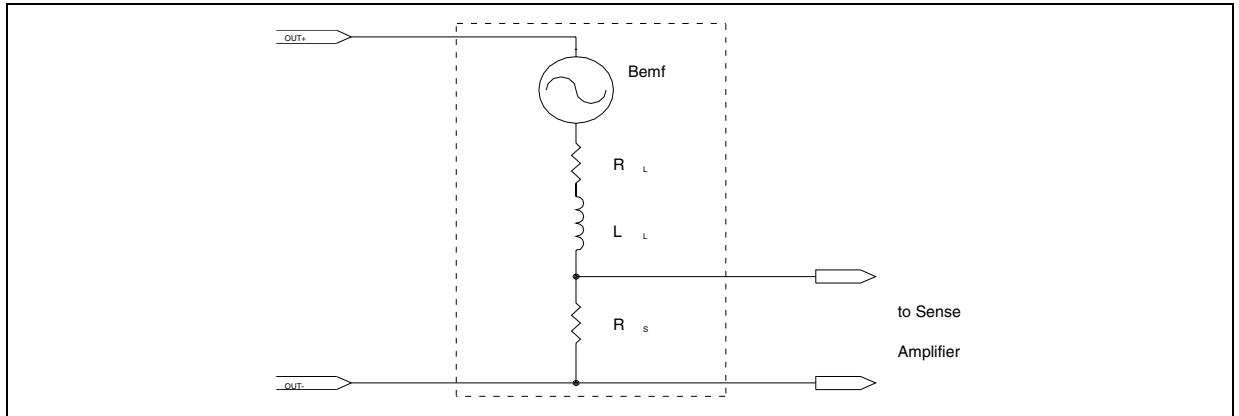 OUT+
Bemf
R L
L L
R S
to Sense
Amplifier
OUT-